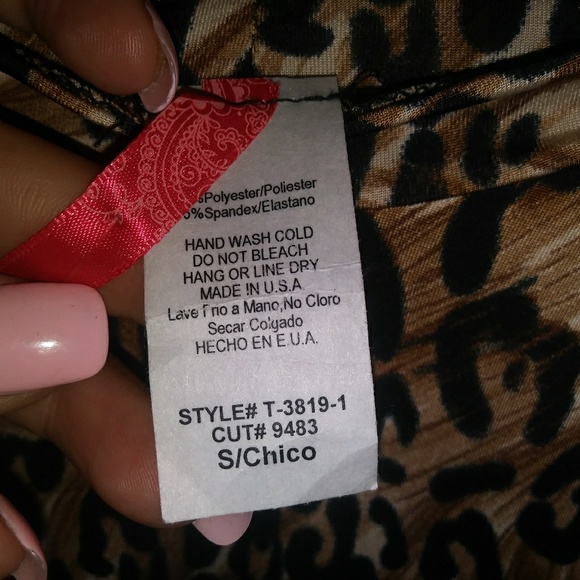 %Polyester/Poliester
%Spandex/Elastano
HAND WASH COLD
DO NOT BLEACH
HANG OR LINE DRY
MADE IN U.S.A.
Lave Frio a Mano,No Cloro
Secar Colgado
HECHO EN E.U.A.
STYLE# T-3819-1
CUT# 9483
S/Chico